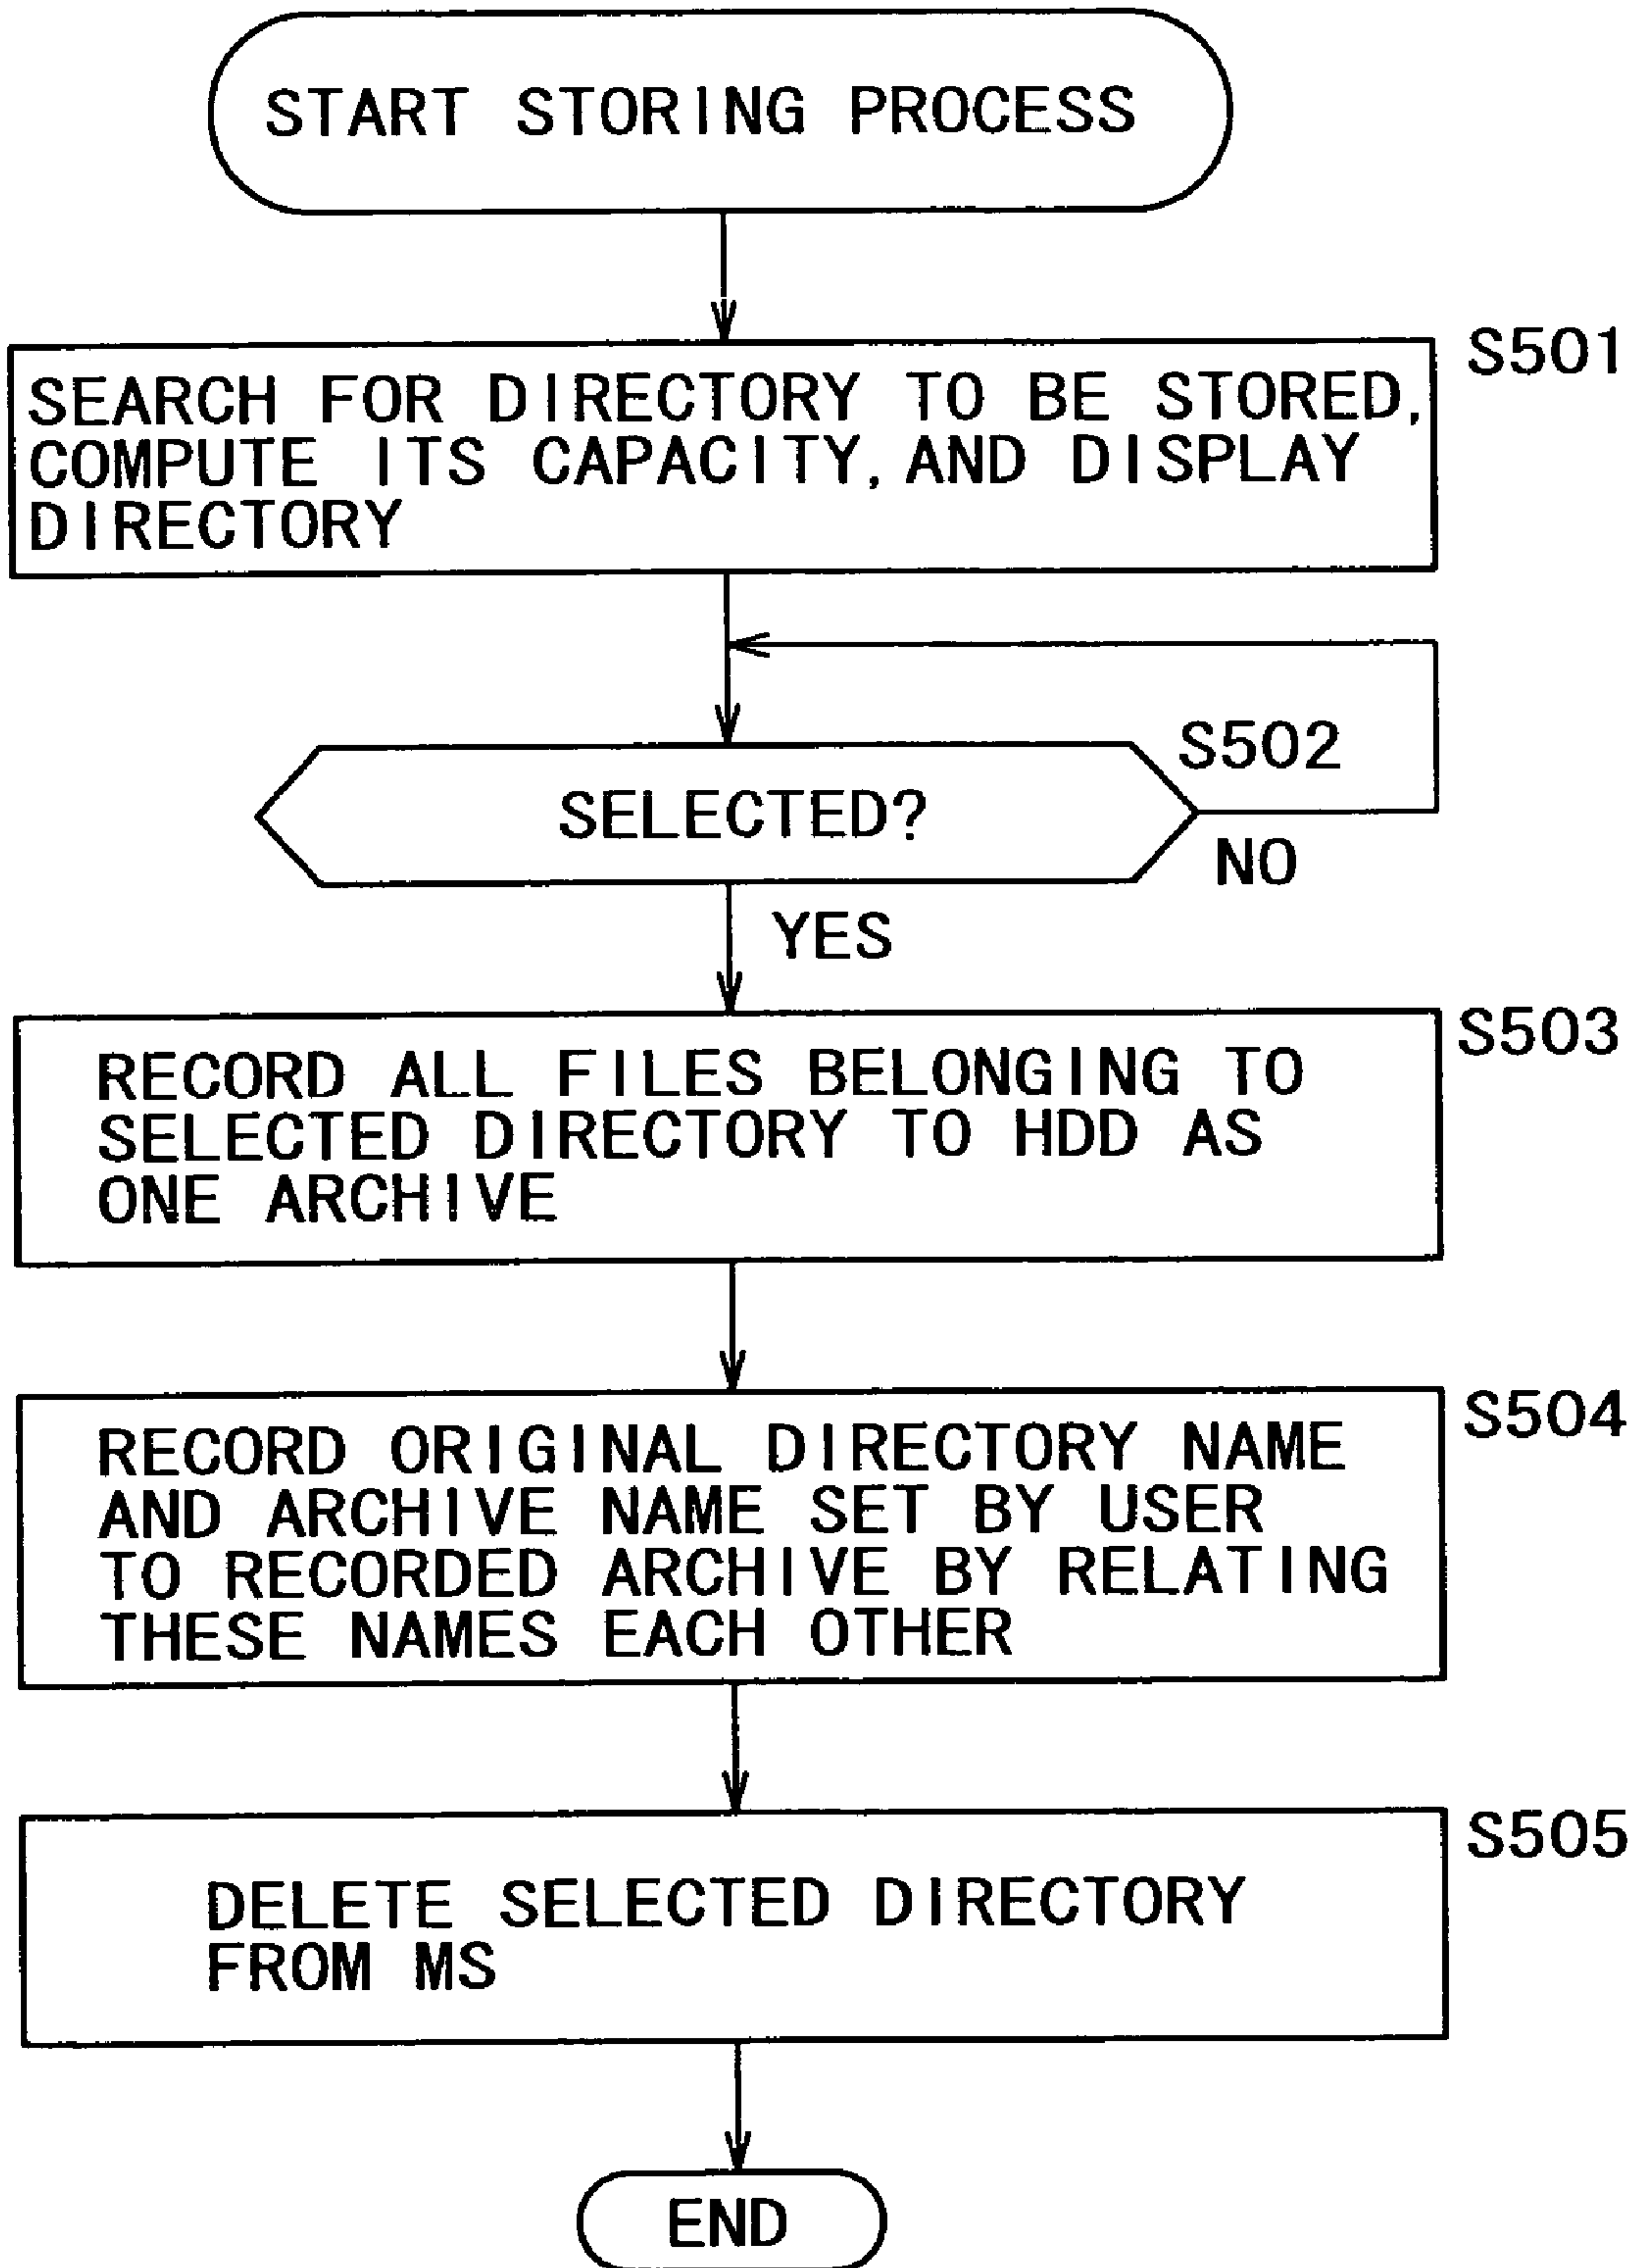 START STORING PROCESS
S501
SEARCH FOR DIRECTORY TO BE STORED,
COMPUTE ITS CAPACITY, AND DISPLAY
DIRECTORY
S502
SELECTED?
NO
YES
S503
RECORD ALL FILES BELONGING TO
SELECTED DIRECTORY TO HDD AS
ONE ARCHIVE
S504
RECORD ORIGINAL DIRECTORY NAME
AND ARCHIVE NAME SET BY USER
TO RECORDED ARCHIVE BY RELATING
THESE NAMES EACH OTHER
S505
DELETE SELECTED DIRECTORY
FROM MS
END